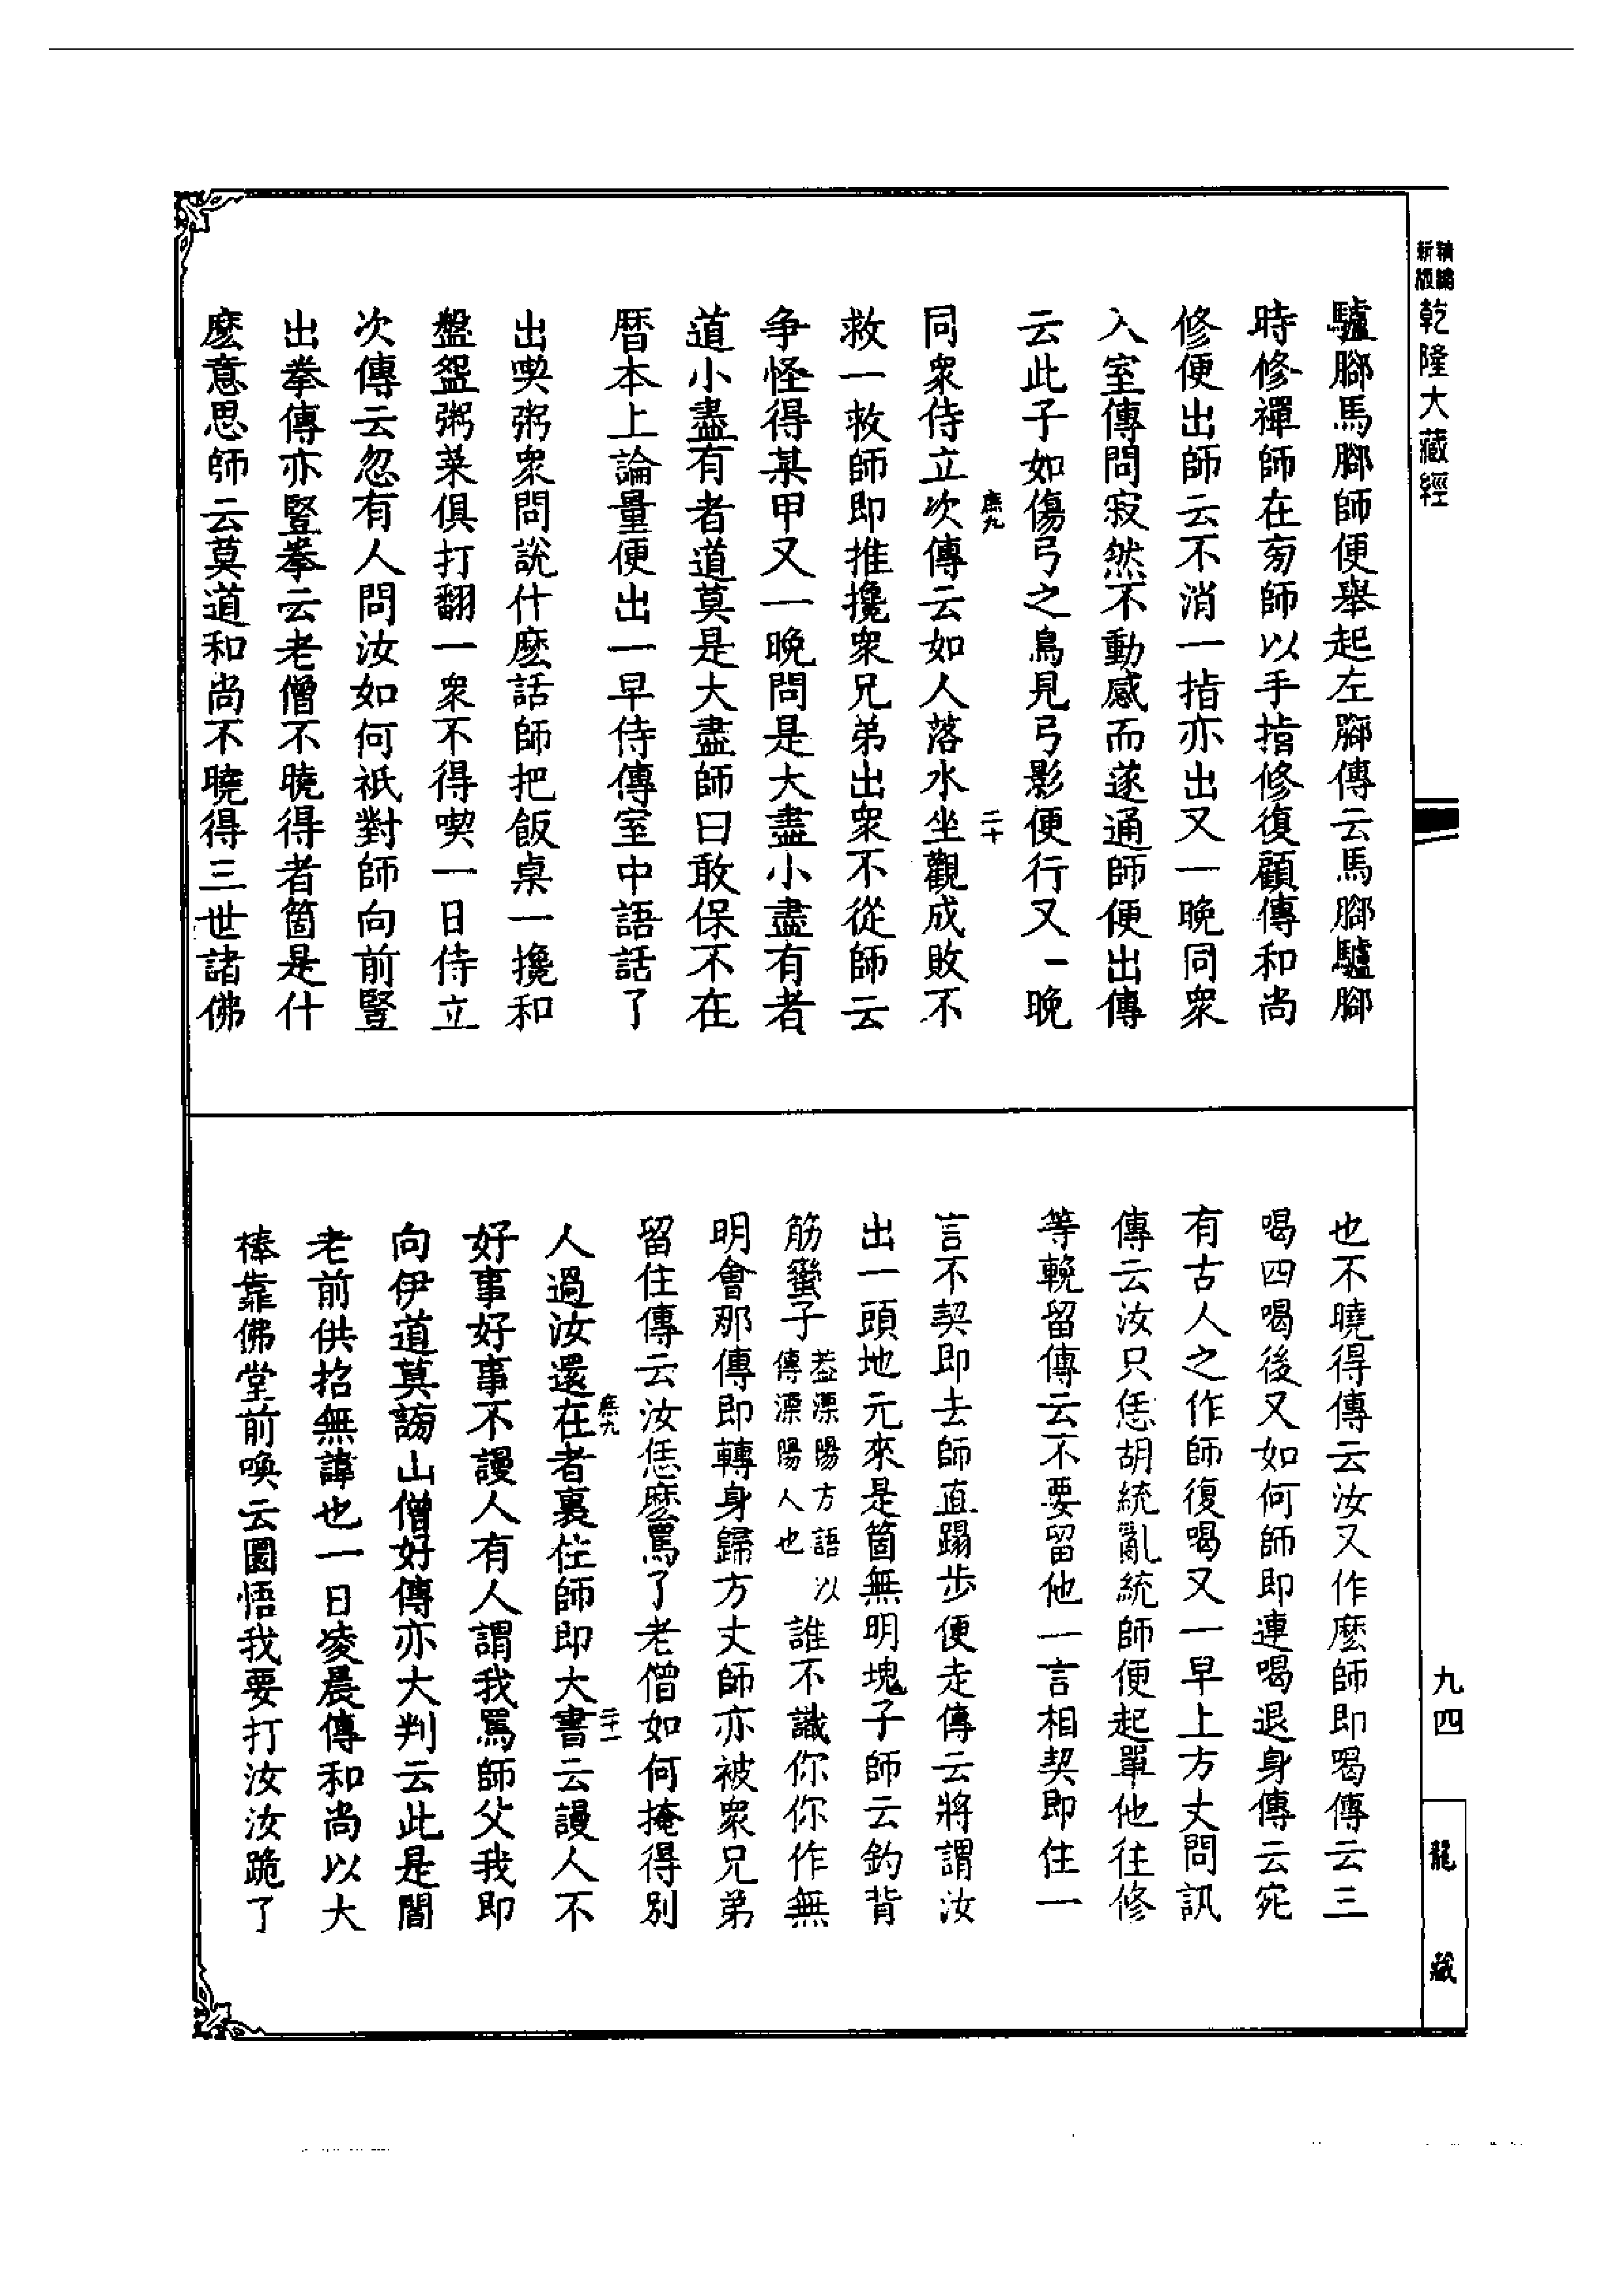 新版
精編
乾隆大藏經
驢腳馬腳師便舉起左腳傳云馬腳驢腳
時修禪師在旁師以手指修復顧傳和尚
修便出師云不消一指亦出又一晚同衆
入室傳問寂然不動感而遂通師便出傳
云此子如傷弓之鳥見弓影便行又一晚
庶九
二十
同衆侍立次傳云如人落水坐觀成敗不
救一救師即推攙衆兄弟出衆不從師云
争怪得某甲又一晚問是大盡小盡有者
道小盡有者道莫是大盡師曰敢保不在
曆本上論量便出一早侍傳室中語話了
出喫粥衆問說什麽話師把飯桌一攙和
盤盌粥菜俱打翻一衆不得喫一日侍立
次傳云忽有人問汝如何祇對師向前豎
出拳傳亦豎拳云老僧不曉得者箇是什
麽意思師云莫道和尚不曉得三世諸佛
也不曉得傳云汝又作麽師即喝傳云三
喝四喝後又如何師即連喝退身傳云宛
有古人之作師復喝又一早上方丈問訊
傳云汝只恁胡統亂統師便起單他往修
等輓留傳云不要留他一言相契即住一
言不契即去師直蹋步便走傳云將謂汝
出一頭地元來是箇無明塊子師云釣背
筋蠻子葢溧陽方語以傳溧陽人也誰不識你你作無
明會那傳即轉身歸方丈師亦被衆兄弟
留住傳云汝恁麽罵了老僧如何掩得別
庶九
二十一
人過汝還在者裏住師即大書云謾人不
好事好事不謾人有人謂我罵師父我即
向伊道莫謗山僧好傳亦大判云此是閻
老前供招無諱也一日凌晨傳和尚以大
棒靠佛堂前喚云圜悟我要打汝汝跪了
九四
龍藏